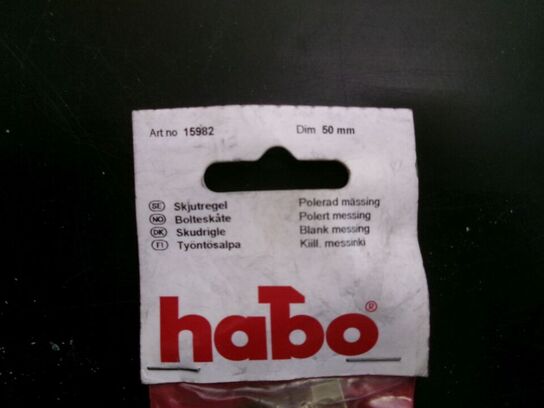 Art no 15982 Dim 50 mm
SE Skjutregel Polerad mässing
NO Bolteskåte Polert messing
DK Skudrigle Blank messing
FI Työntösalpa Kiill. messinki
habo®